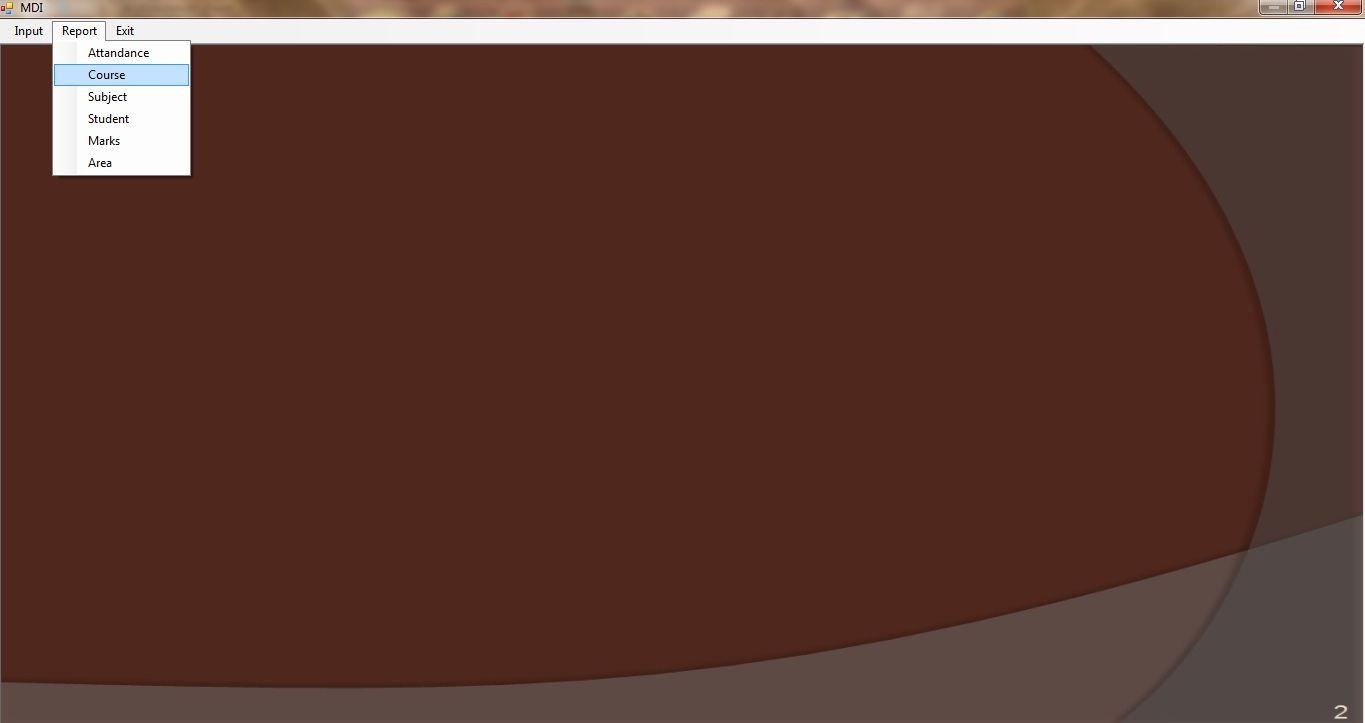 MDI
Input Report Exit
Attandance
Course
Subject
Student
Marks
Area
2